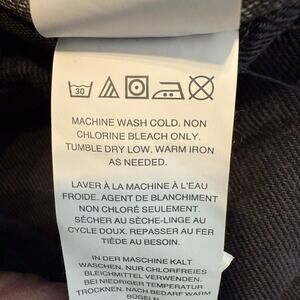 30
MACHINE WASH COLD. NON
CHLORINE BLEACH ONLY.
TUMBLE DRY LOW. WARM IRON
AS NEEDED.
LAVER À LA MACHINE À L'EAU
FROIDE. AGENT DE BLANCHIMENT
NON CHLORÉ SEULEMENT.
SÉCHER AU SÈCHE-LINGE AU
CYCLE DOUX. REPASSER AU FER
TIÈDE AU BESOIN.
IN DER MASCHINE KALT
WASCHEN. NUR CHLORFREIES
BLEICHMITTEL VERWENDEN.
BEI NIEDRIGER TEMPERATUR
TROCKNEN. NACH BEDARF WARM
BÜGELN.